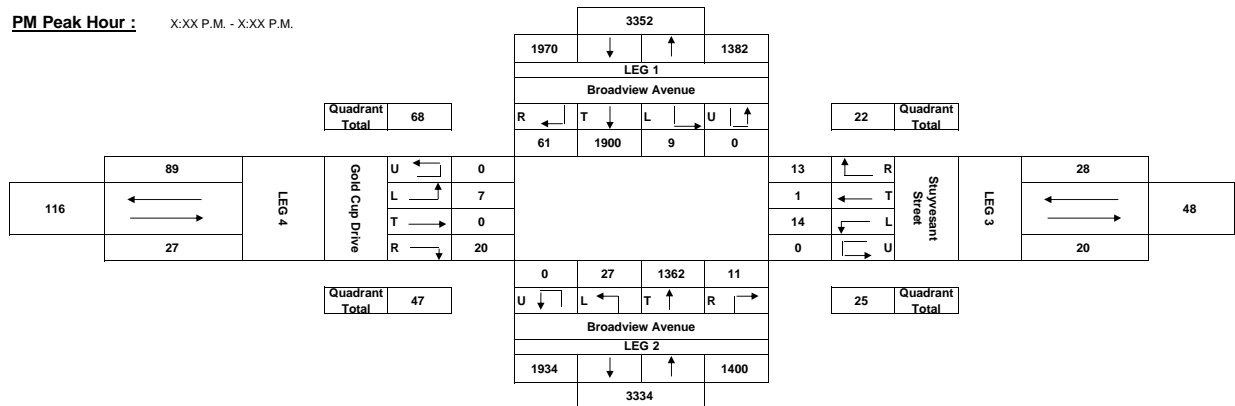 PM Peak Hour : X:XX P.M. - X:XX P.M.
3352
1970 1382
LEG 1
Broadview Avenue
Quadrant Total 68
R T L U
22 Quadrant Total
61 1900 9 0
89
U 0
13 R
28
116
LEG 4
Gold Cup Drive
L 7
1 T
Stuyvesant Street
LEG 3
48
T 0
14 L
27
R 20
0 U
20
0 27 1362 11
Quadrant Total 47
U L T R
25 Quadrant Total
Broadview Avenue
LEG 2
1934 1400
3334